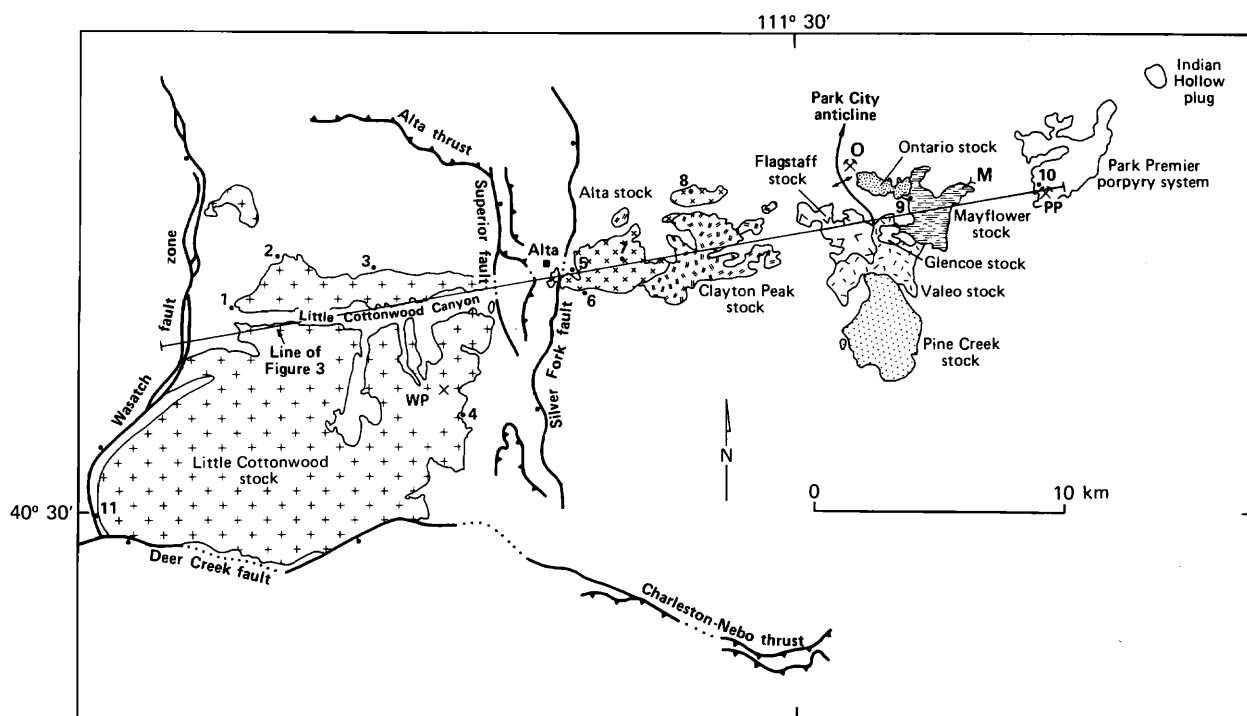 111° 30'
Indian
Hollow
plug
Park City
anticline
Alta thrust
O
Ontario stock
Flagstaff
stock
M
10
Park Premier
porpyry system
PP
9
Mayflower
stock
8
Alta stock
Superior fault
Alta
5
7
6
Clayton Peak
stock
Glencoe stock
Valeo stock
Pine Creek
stock
2
3
1
Little Cottonwood Canyon
Line of
Figure 3
Wasatch fault zone
WP
4
Silver Fork fault
N
Little Cottonwood
stock
0 10 km
40° 30'
11
Deer Creek fault
Charleston-Nebo thrust